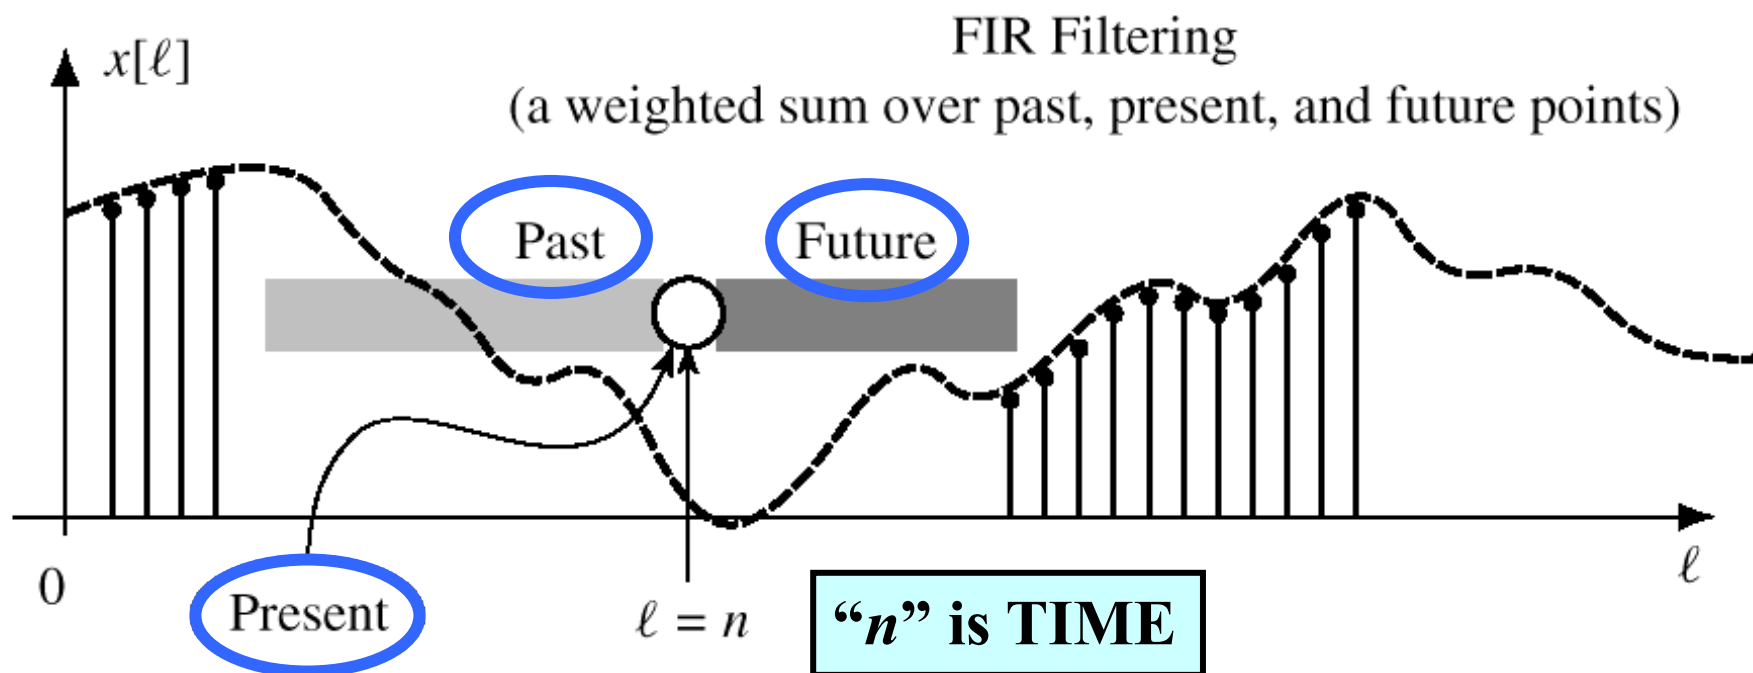 FIR Filtering
x[ℓ]
(a weighted sum over past, present, and future points)
Past
Future
0
Present
ℓ = n
“n” is TIME
ℓ